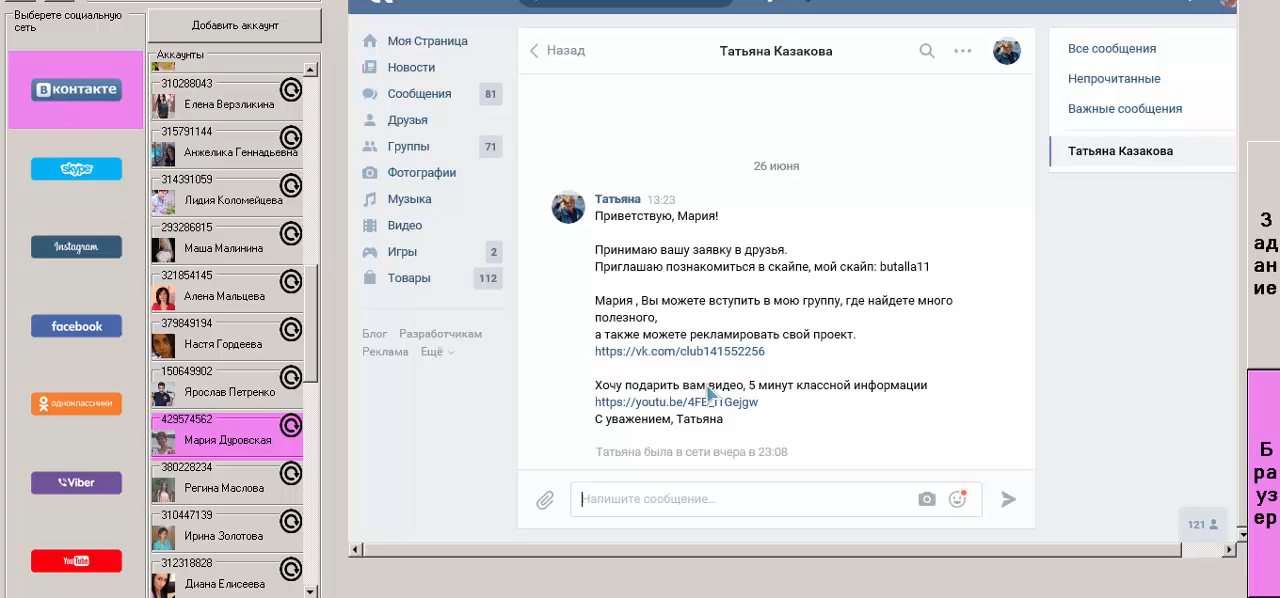 Выберете социальную
сеть
Вконтакте
skype
Instagram
facebook
одноклассники
Viber
YouTube
Добавить аккаунт
Аккаунты
310288043
Елена Верзликина
315791144
Анжелика Геннадьевна
314391059
Лидия Коломейцева
293286815
Маша Малинина
321854145
Алена Мальцева
379849194
Настя Гордеева
150649902
Ярослав Петренко
429574562
Мария Дуровская
380228234
Регина Маслова
310447139
Ирина Золотова
312318828
Диана Елисеева
Моя Страница
Новости
Сообщения 81
Друзья
Группы 71
Фотографии
Музыка
Видео
Игры 2
Товары 112
Блог Разработчикам
Реклама Ещё
Назад
Татьяна Казакова
26 июня
Татьяна 13:23
Приветствую, Мария!
Принимаю вашу заявку в друзья.
Приглашаю познакомиться в скайпе, мой скайп: butalla11
Мария , Вы можете вступить в мою группу, где найдете много
полезного,
а также можете рекламировать свой проект.
https://vk.com/club141552256
Хочу подарить вам видео, 5 минут классной информации
С уважением, Татьяна
Татьяна была в сети вчера в 23:08
Напишите сообщение...
Все сообщения
Непрочитанные
Важные сообщения
Татьяна Казакова
121
З
ад
ан
ие
Б
ра
уз
ер